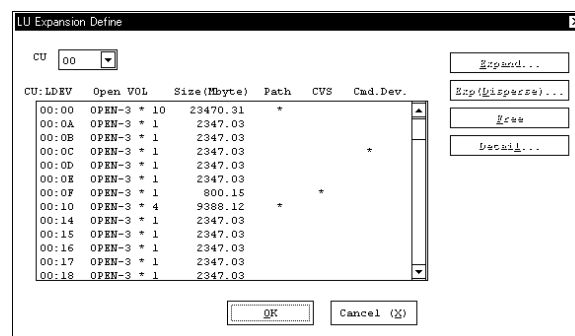 LU Expansion Define
CU 00
Expand...
Exp(Disperse)...
Free
Detail...
CU:LDEV Open VOL Size(Mbyte) Path CVS Cmd.Dev.
00:00 OPEN-3 * 10 23470.31 *
00:0A OPEN-3 * 1 2347.03
00:0B OPEN-3 * 1 2347.03
00:0C OPEN-3 * 1 2347.03 *
00:0D OPEN-3 * 1 2347.03
00:0E OPEN-3 * 1 2347.03
00:0F OPEN-3 * 1 800.15 *
00:10 OPEN-3 * 4 9388.12 *
00:14 OPEN-3 * 1 2347.03
00:15 OPEN-3 * 1 2347.03
00:16 OPEN-3 * 1 2347.03
00:17 OPEN-3 * 1 2347.03
00:18 OPEN-3 * 1 2347.03
OK Cancel (X)